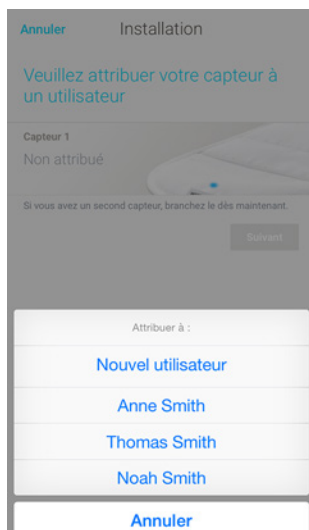 Annuler Installation
Veuillez attribuer votre capteur à
un utilisateur
Capteur 1
Non attribué
Si vous avez un second capteur, branchez le dès maintenant.
Suivant
Attribuer à :
Nouvel utilisateur
Anne Smith
Thomas Smith
Noah Smith
Annuler